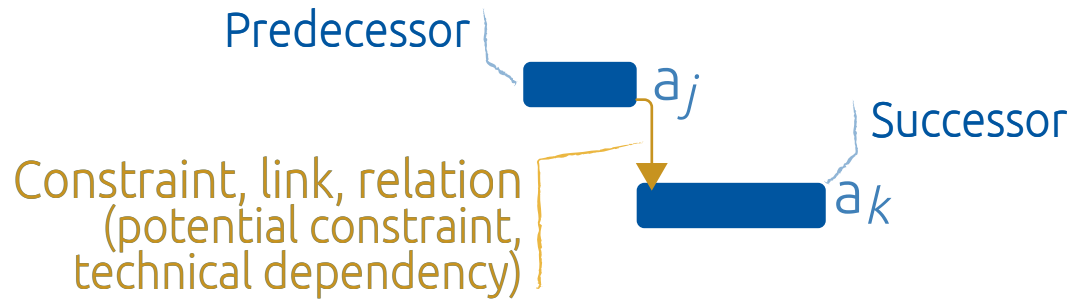 Predecessor
aj
Successor
Constraint, link, relation
(potential constraint,
technical dependency)
ak